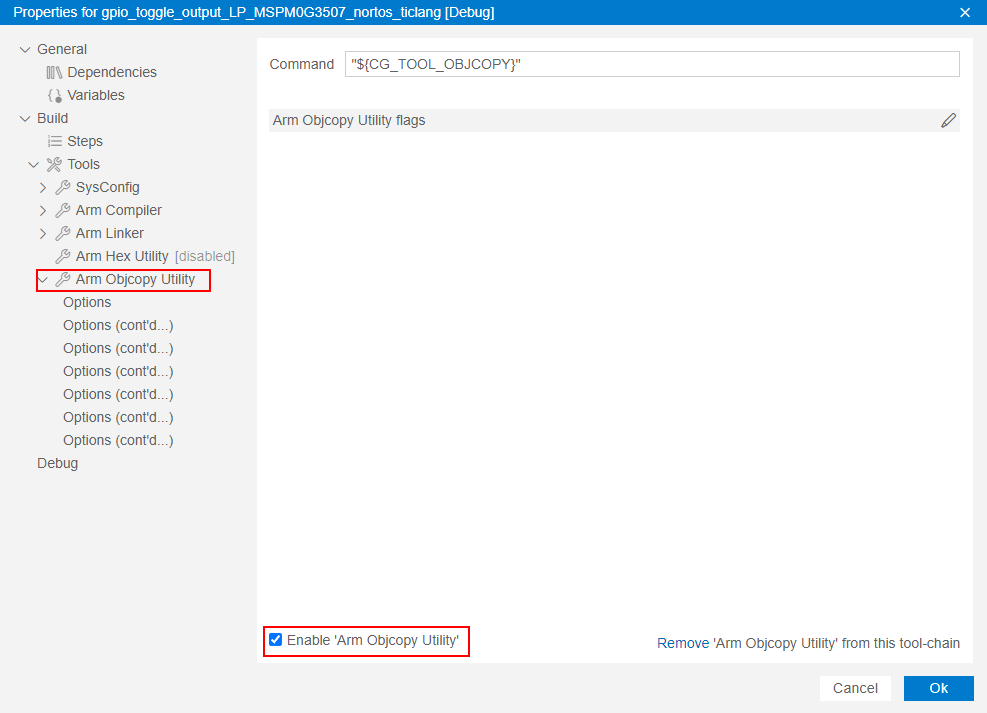 Properties for gpio_toggle_output_LP_MSPM0G3507_nortos_ticlang [Debug]
General
Dependencies
Variables
Build
Steps
Tools
SysConfig
Arm Compiler
Arm Linker
Arm Hex Utility [disabled]
Arm Objcopy Utility
Options
Options (cont'd...)
Options (cont'd...)
Options (cont'd...)
Options (cont'd...)
Options (cont'd...)
Options (cont'd...)
Debug
Command "${CG_TOOL_OBJCOPY}"
Arm Objcopy Utility flags
Enable 'Arm Objcopy Utility'
Remove 'Arm Objcopy Utility' from this tool-chain
Cancel Ok